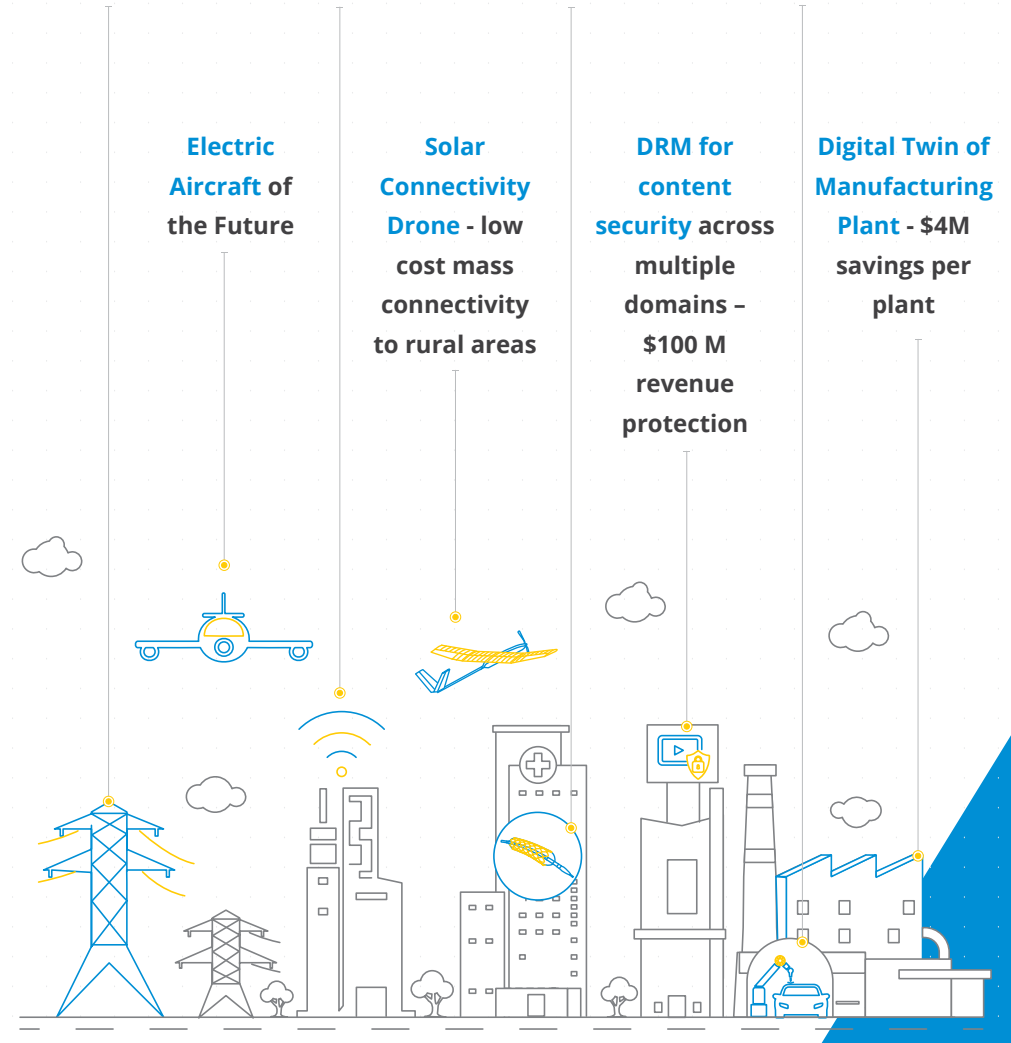 Electric
Aircraft of
the Future
Solar
Connectivity
Drone - low
cost mass
connectivity
to rural areas
DRM for
content
security across
multiple
domains –
$100 M
revenue
protection
Digital Twin of
Manufacturing
Plant - $4M
savings per
plant